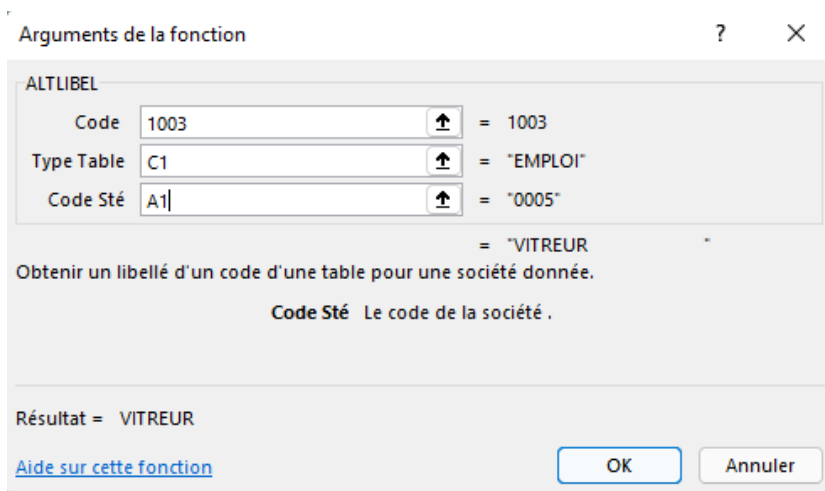 Arguments de la fonction ? ×
ALTLIBEL
Code 1003 = 1003
Type Table C1 = "EMPLOI"
Code Sté A1 = "0005"
= "VITREUR "
Obtenir un libellé d'un code d'une table pour une société donnée.
Code Sté Le code de la société .
Résultat = VITREUR
Aide sur cette fonction OK Annuler